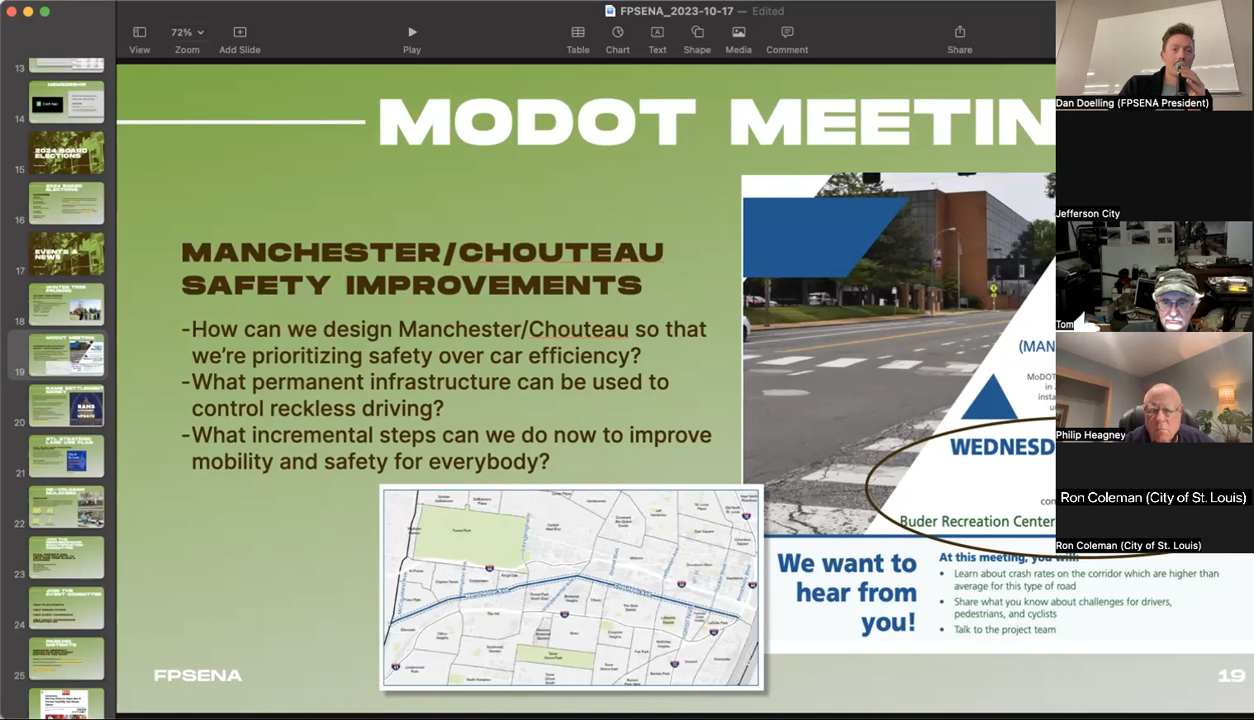 FPSENA_2023-10-17 — Edited
72%
View
Zoom
Add Slide
Play
Table
Chart
Text
Shape
Media
Comment
Share
13
14
15
16
17
18
19
20
21
22
23
24
25
MEMBERSHIP
2024 BOARD
ELECTIONS
2024 BOARD
ELECTIONS
EVENTS &
NEWS
MODOT MEETING
MODOT MEETIN
MANCHESTER/CHOUTEAU
SAFETY IMPROVEMENTS
-How can we design Manchester/Chouteau so that
we're prioritizing safety over car efficiency?
-What permanent infrastructure can be used to
control reckless driving?
-What incremental steps can we do now to improve
mobility and safety for everybody?
(MAN
MoDOT
WEDNESD
Buder Recreation Center
We want to
hear from
you!
At this meeting, you will:
• Learn about crash rates on the corridor which are higher than
average for this type of road
• Share what you know about challenges for drivers,
pedestrians, and cyclists
• Talk to the project team
FPSENA
19
Dan Doelling (FPSENA President)
Jefferson City
Tom
Philip Heagney
Ron Coleman (City of St. Louis)
Ron Coleman (City of St. Louis)